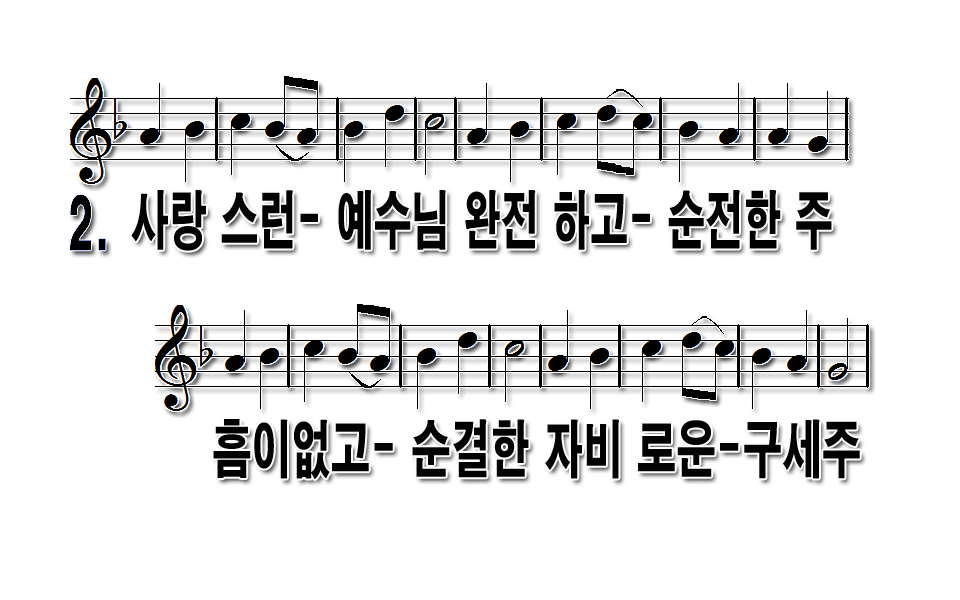 2. 사랑 스런- 예수님 완전 하고- 순전한 주
흠이없고- 순결한 자비 로운-구세주